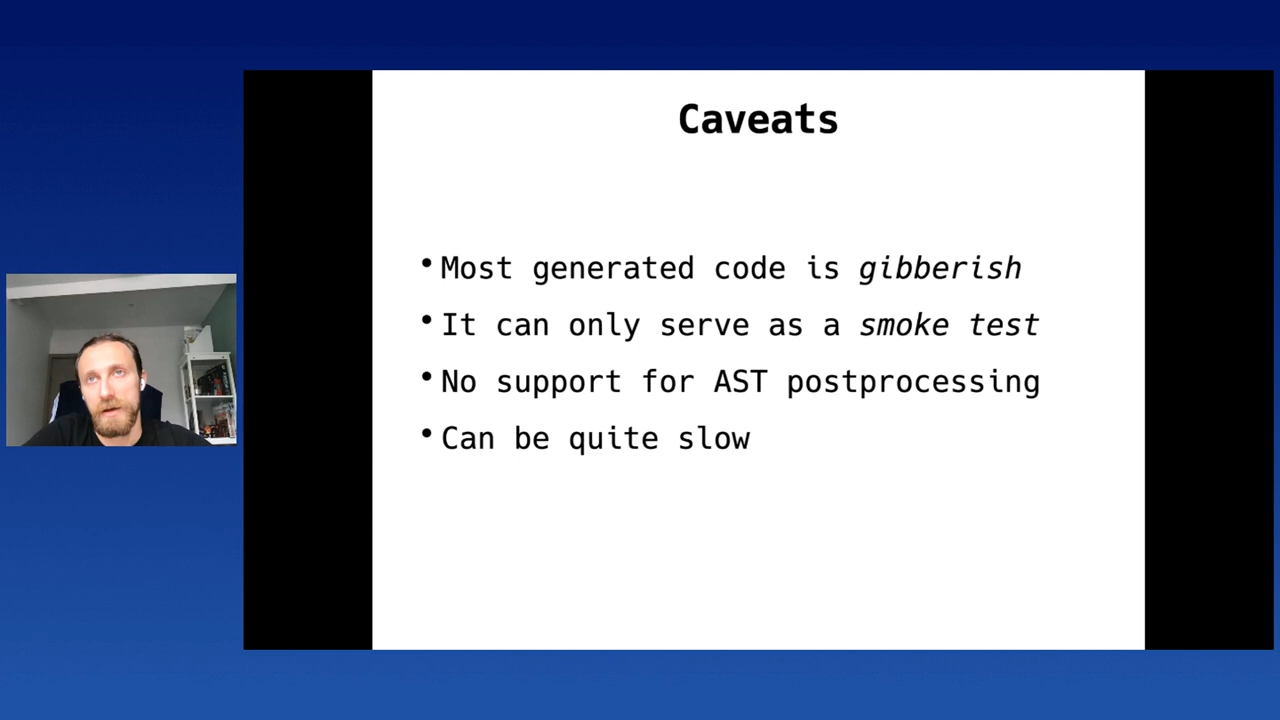 Caveats
• Most generated code is gibberish
• It can only serve as a smoke test
• No support for AST postprocessing
• Can be quite slow